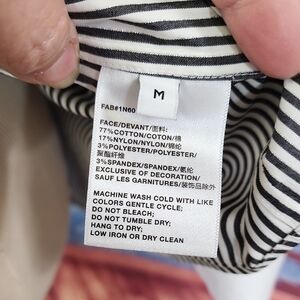 M
FAB#1N60
FACE/DEVANT/面料:
77%COTTON/COTON/棉
17%NYLON/NYLON/锦纶
3%POLYESTER/POLYESTER/
聚酯纤维
3%SPANDEX/SPANDEX/氨纶
EXCLUSIVE OF DECORATION/
SAUF LES GARNITURES/装饰品除外
MACHINE WASH COLD WITH LIKE
COLORS GENTLE CYCLE;
DO NOT BLEACH;
DO NOT TUMBLE DRY;
HANG TO DRY;
LOW IRON OR DRY CLEAN